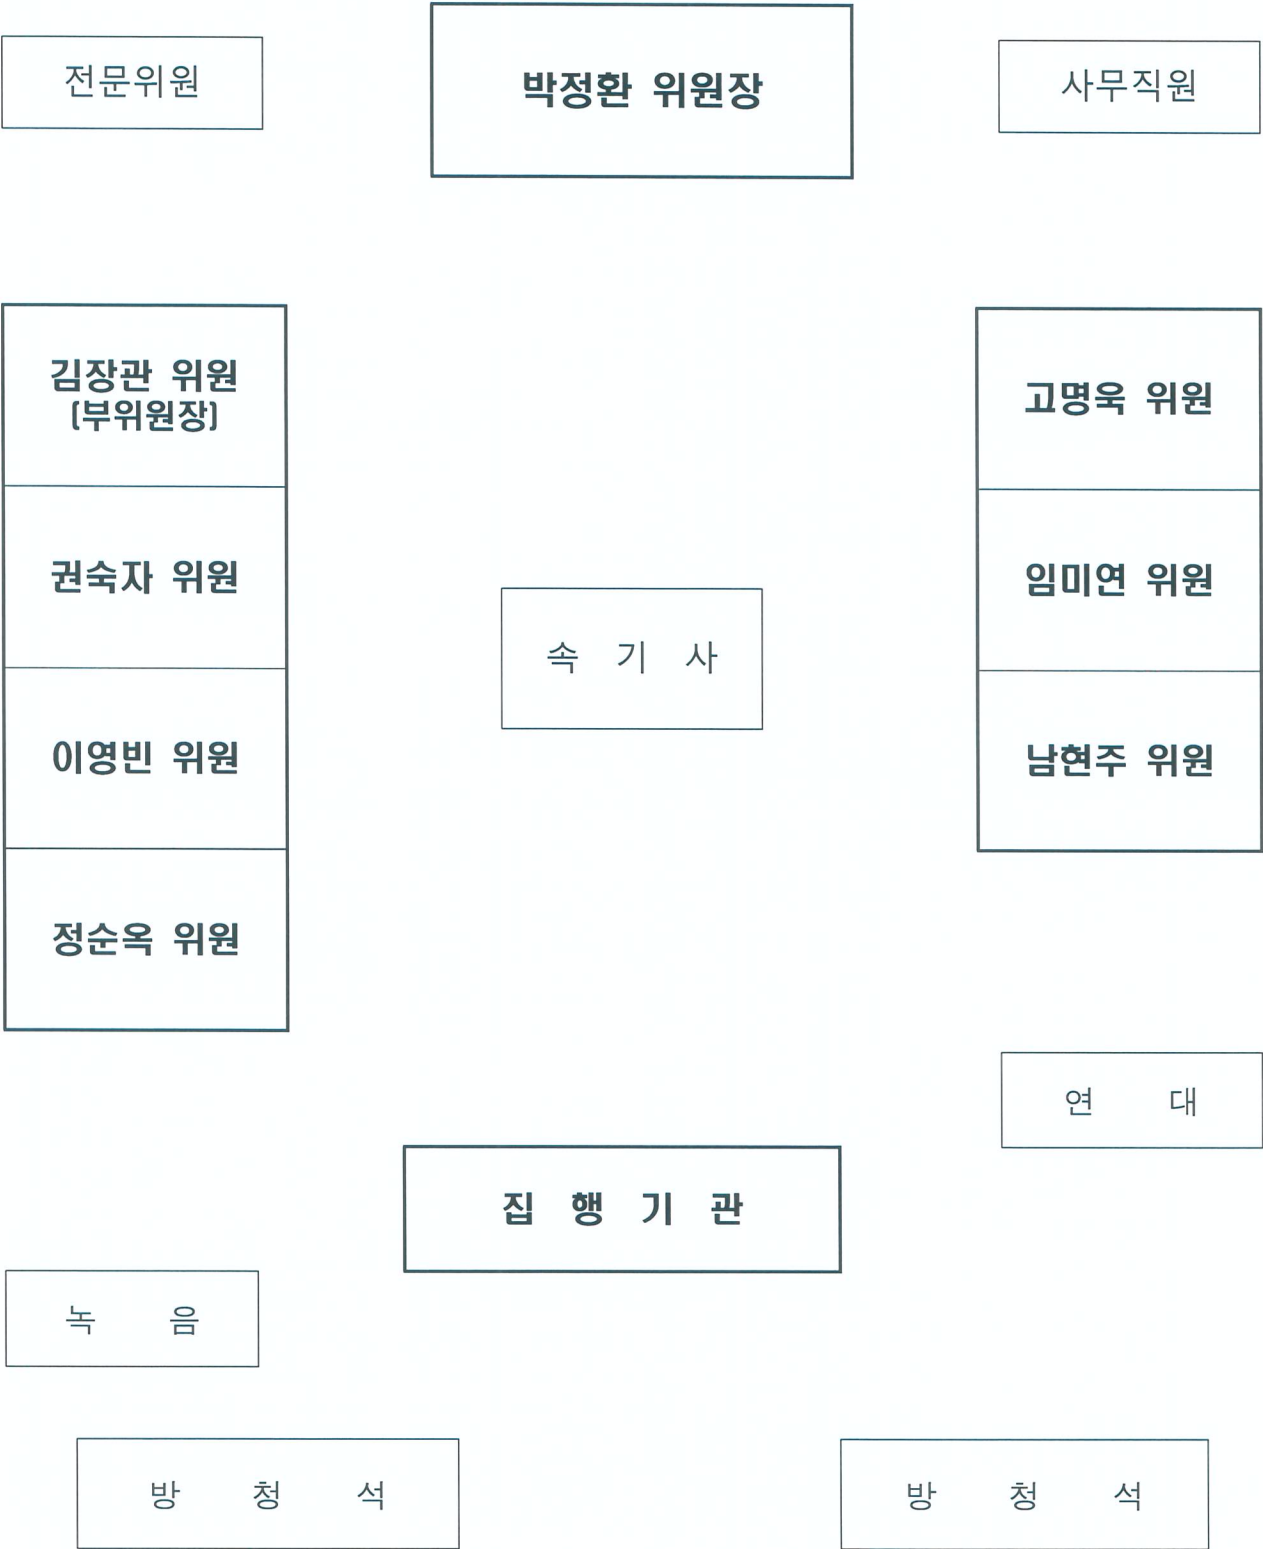 전문위원
박정환 위원장
사무직원
김장관 위원
(부위원장)
권숙자 위원
이영빈 위원
정순옥 위원
속 기 사
고명욱 위원
임미연 위원
남현주 위원
연 대
집 행 기 관
녹 음
방 청 석
방 청 석